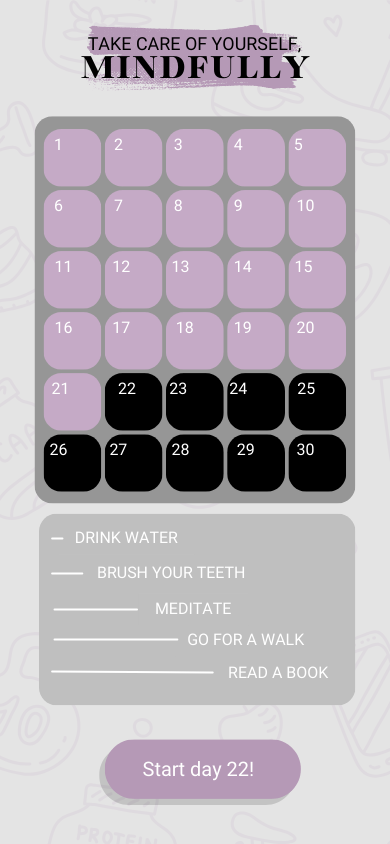 TAKE CARE OF YOURSELF,
MINDFULLY
1 2 3 4 5
6 7 8 9 10
11 12 13 14 15
16 17 18 19 20
21 22 23 24 25
26 27 28 29 30
DRINK WATER
BRUSH YOUR TEETH
MEDITATE
GO FOR A WALK
READ A BOOK
10
Start day 22!
PROTEIN